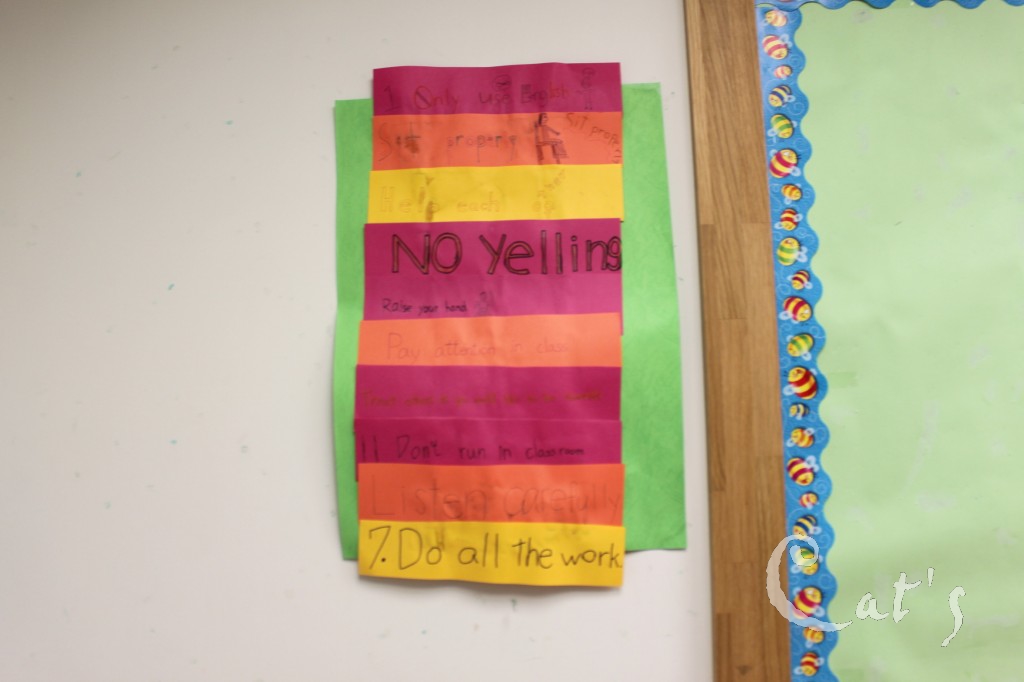 1 Only use English
Sit properly
Sit prop
Help each other
NO Yelling
Raise your hand
Pay attention in class
11 Don't run in classroom
Listen carefully
7. Do all the work
Cat's